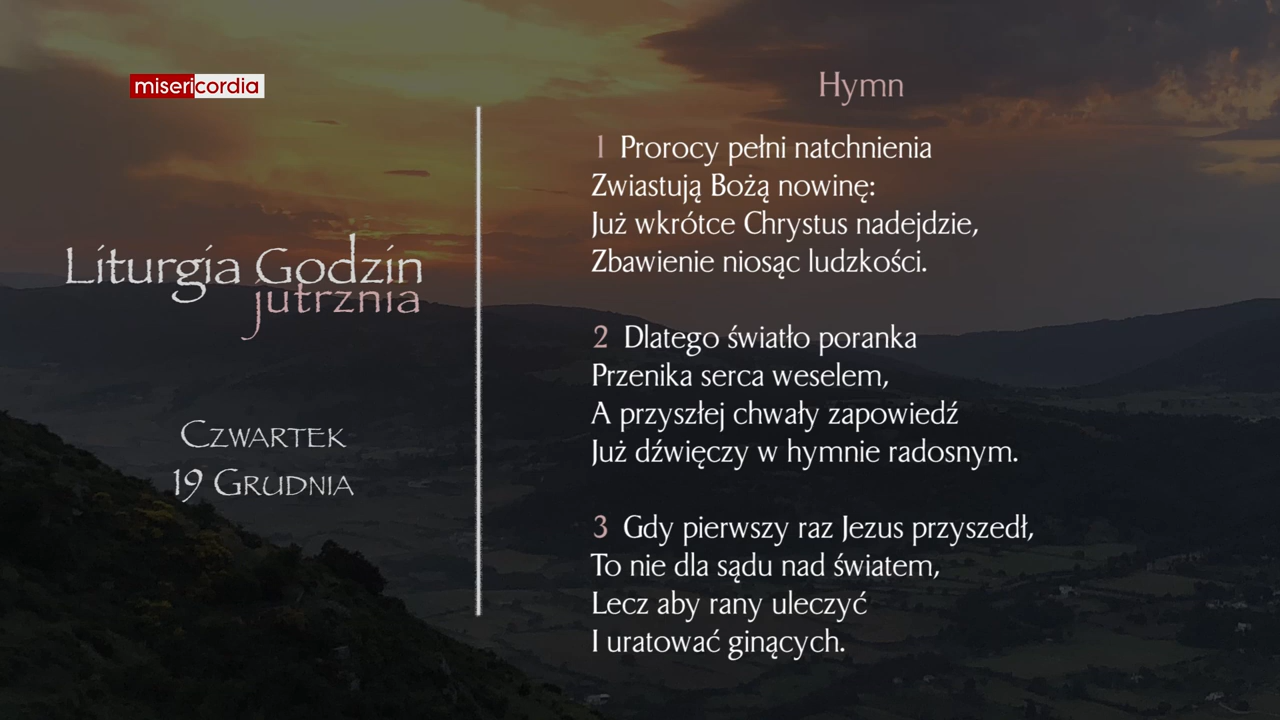 misericordia
Liturgia Godzin
jutrznia
Czwartek
19 Grudnia
Hymn
1 Prorocy pełni natchnienia
Zwiastują Bożą nowinę:
Już wkrótce Chrystus nadejdzie,
Zbawienie niosąc ludzkości.
2 Dlatego światło poranka
Przenika serca weselem,
A przyszłej chwały zapowiedź
Już dźwięczy w hymnie radosnym.
3 Gdy pierwszy raz Jezus przyszedł,
To nie dla sądu nad światem,
Lecz aby rany uleczyć
I uratować ginących.